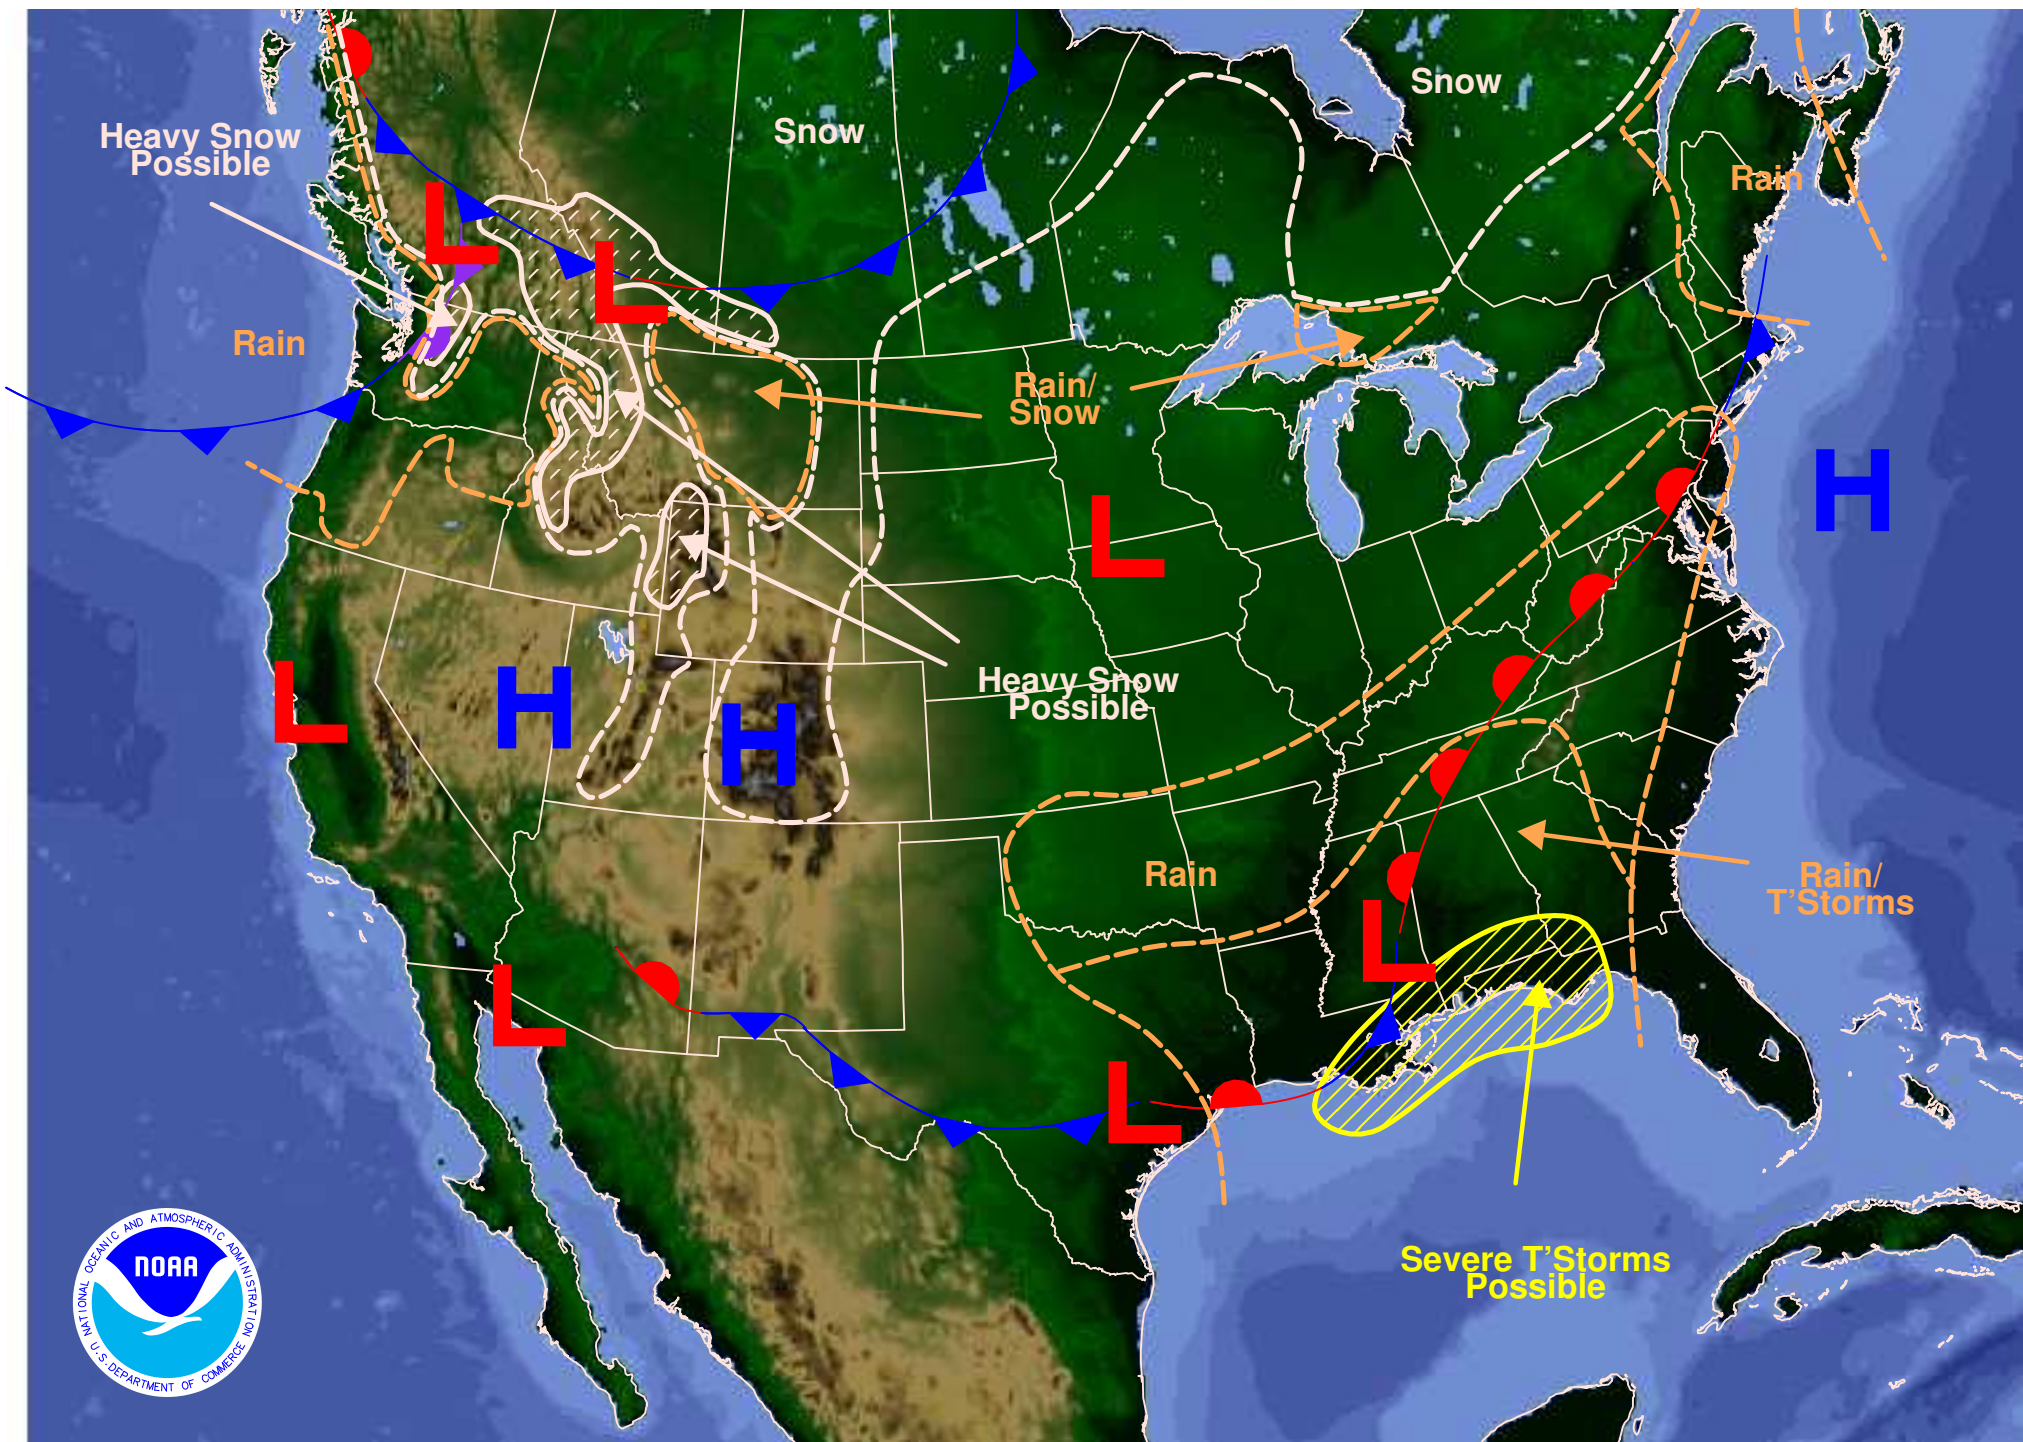 Snow
Snow
Heavy Snow
Possible
Rain
L
L
Rain
Rain/
Snow
H
L
L
H
H
Heavy Snow
Possible
Rain
Rain/
T'Storms
L
L
L
Severe T'Storms
Possible
NATIONAL OCEANIC AND ATMOSPHERIC ADMINISTRATION
NOAA
U.S. DEPARTMENT OF COMMERCE